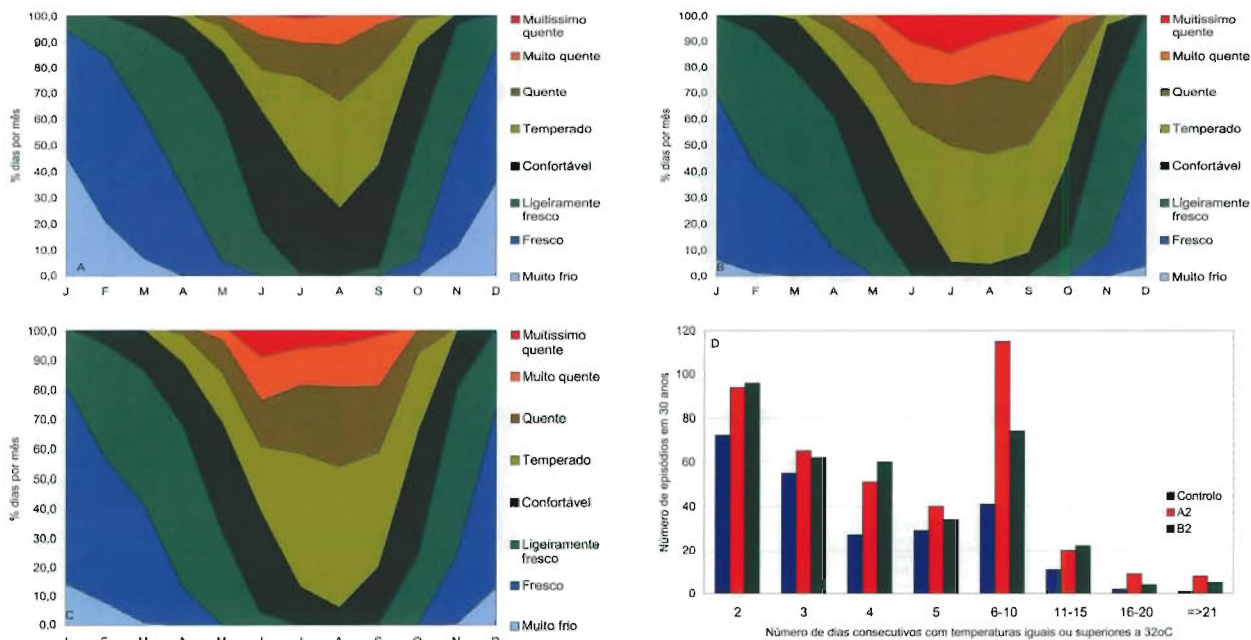 % dias por mês
100,0
90,0
80,0
70,0
60,0
50,0
40,0
30,0
20,0
10,0
0,0
A
J F M A M J J A S O N D
Muitissimo
quente
Muito quente
Quente
Temperado
Confortável
Ligeiramente
fresco
Fresco
Muito frio
% dias por mês
100,0
90,0
80,0
70,0
60,0
50,0
40,0
30,0
20,0
10,0
0,0
B
J F M A M J J A S O N D
Muitissimo
quente
Muito quente
Quente
Temperado
Confortável
Ligeiramente
fresco
Fresco
Muito frio
% dias por mês
100,0
90,0
80,0
70,0
60,0
50,0
40,0
30,0
20,0
10,0
0,0
C
Muitissimo
quente
Muito quente
Quente
Temperado
Confortável
Ligeiramente
fresco
Fresco
Muito frio
D
Número de episódios em 30 anos
120
100
80
60
40
20
0
Controlo
A2
B2
2 3 4 5 6-10 11-15 16-20 =>21
Número de dias consecutivos com temperaturas iguais ou superiores a 32oC